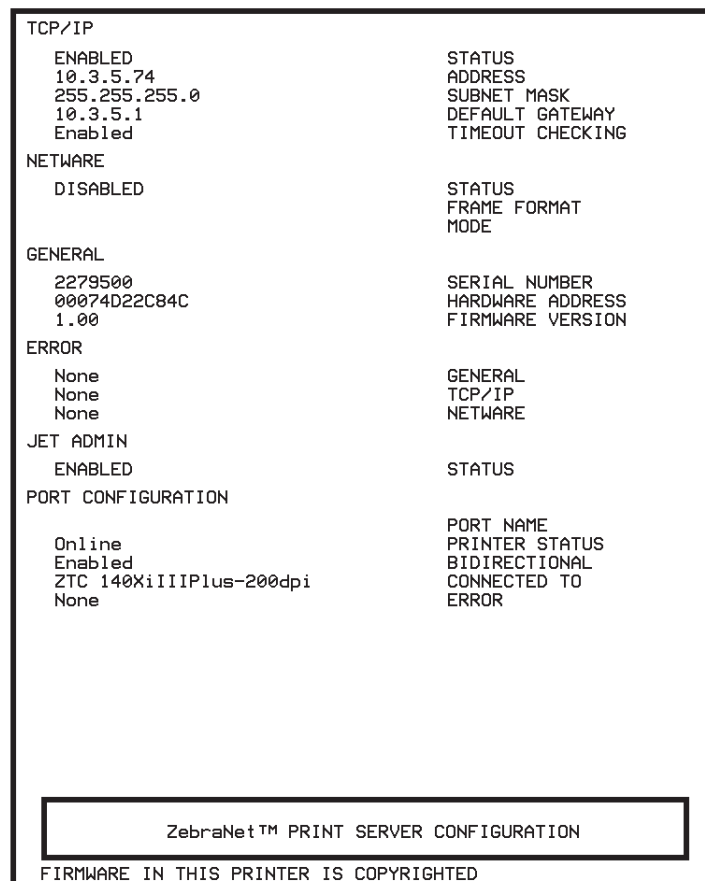 TCP/IP
ENABLED STATUS
10.3.5.74 ADDRESS
255.255.255.0 SUBNET MASK
10.3.5.1 DEFAULT GATEWAY
Enabled TIMEOUT CHECKING
NETWARE
DISABLED STATUS
FRAME FORMAT
MODE
GENERAL
2279500 SERIAL NUMBER
00074D22C84C HARDWARE ADDRESS
1.00 FIRMWARE VERSION
ERROR
None GENERAL
None TCP/IP
None NETWARE
JET ADMIN
ENABLED STATUS
PORT CONFIGURATION
PORT NAME
Online PRINTER STATUS
Enabled BIDIRECTIONAL
ZTC 140XiIIIPlus-200dpi CONNECTED TO
None ERROR
ZebraNet™ PRINT SERVER CONFIGURATION
FIRMWARE IN THIS PRINTER IS COPYRIGHTED